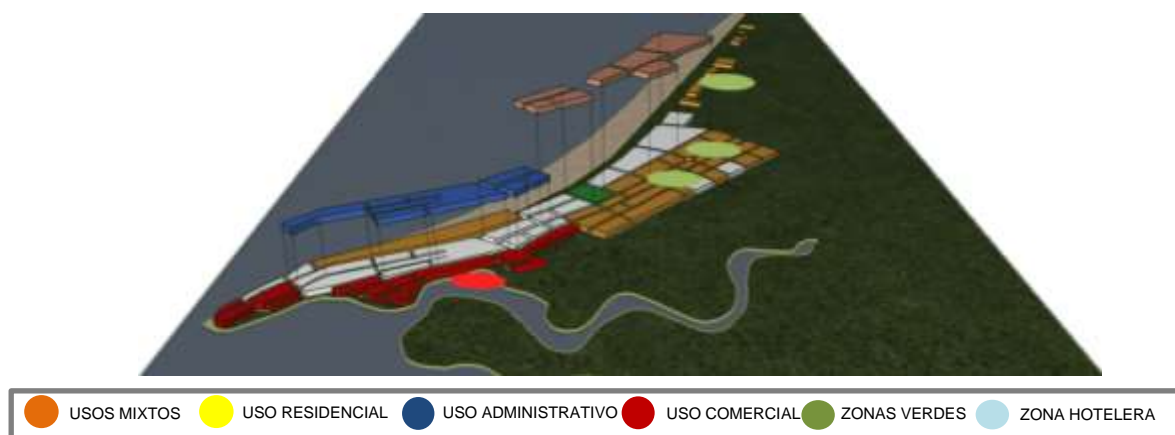 USOS MIXTOS USO RESIDENCIAL USO ADMINISTRATIVO USO COMERCIAL ZONAS VERDES ZONA HOTELERA